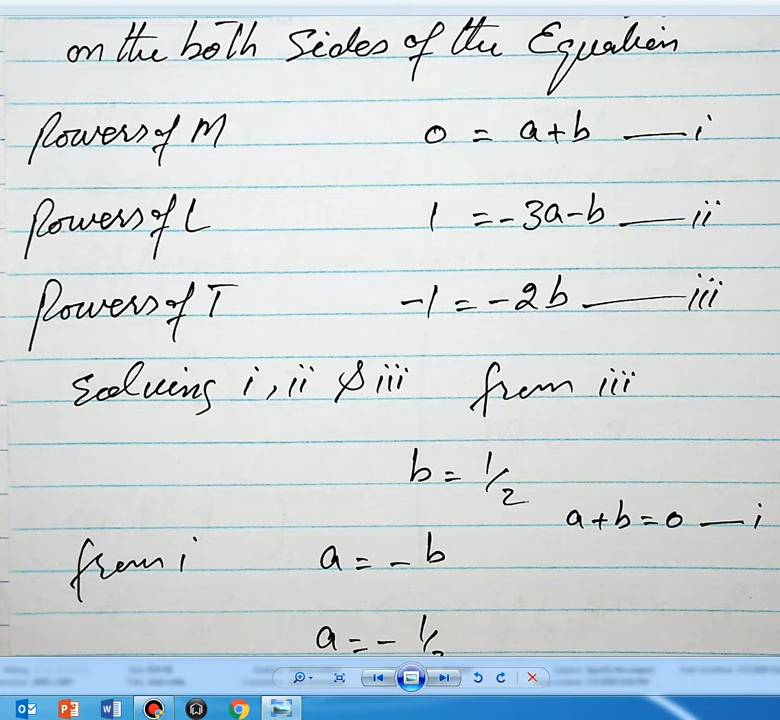 on the both Sides of the Equation
Powers of M 0 = a+b — i
Powers of L 1 = -3a-b — ii
Powers of T -1 = -2b — iii
Solving i, ii & iii from iii
b = 1/2
a+b=0 — i
from i a = - b
a = - 1/2